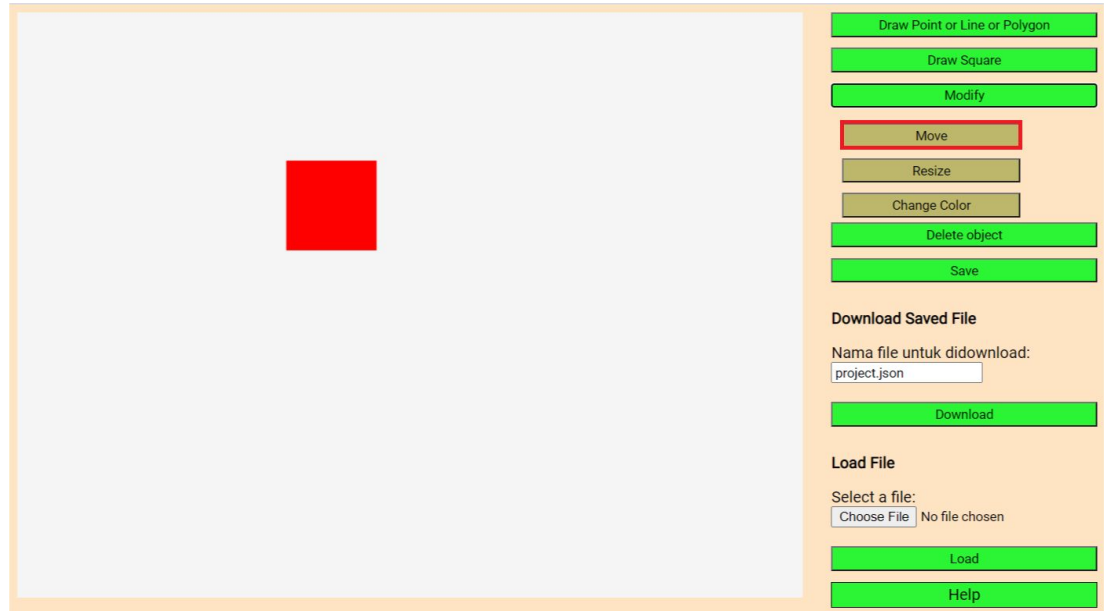 Draw Point or Line or Polygon
Draw Square
Modify
Move
Resize
Change Color
Delete object
Save
Download Saved File
Nama file untuk didownload:
project.json
Download
Load File
Select a file:
Choose File No file chosen
Load
Help